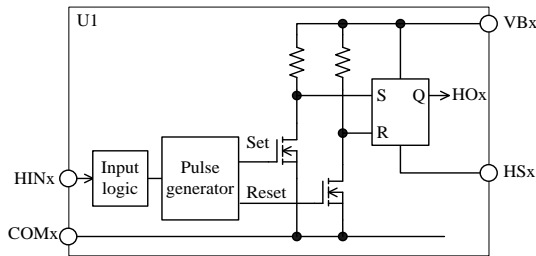 U1
VBx
S
Q
HOx
R
Set
Input
logic
Pulse
generator
HINx
HSx
Reset
COMx